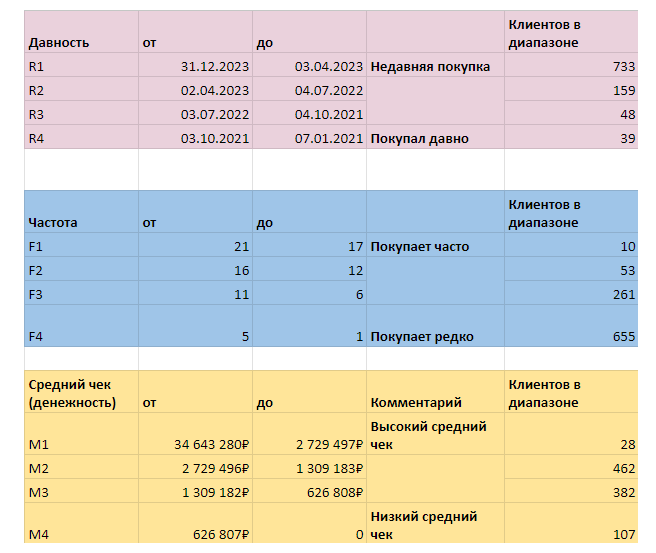 Клиентов в
Давность от до диапазоне
R1 31.12.2023 03.04.2023 Недавняя покупка 733
R2 02.04.2023 04.07.2022 159
R3 03.07.2022 04.10.2021 48
R4 03.10.2021 07.01.2021 Покупал давно 39
Клиентов в
Частота от до диапазоне
F1 21 17 Покупает часто 10
F2 16 12 53
F3 11 6 261
F4 5 1 Покупает редко 655
Средний чек Клиентов в
(денежность) от до Комментарий диапазоне
Высокий средний
M1 34 643 280₽ 2 729 497₽ чек 28
M2 2 729 496₽ 1 309 183₽ 462
M3 1 309 182₽ 626 808₽ 382
Низкий средний
M4 626 807₽ 0 чек 107